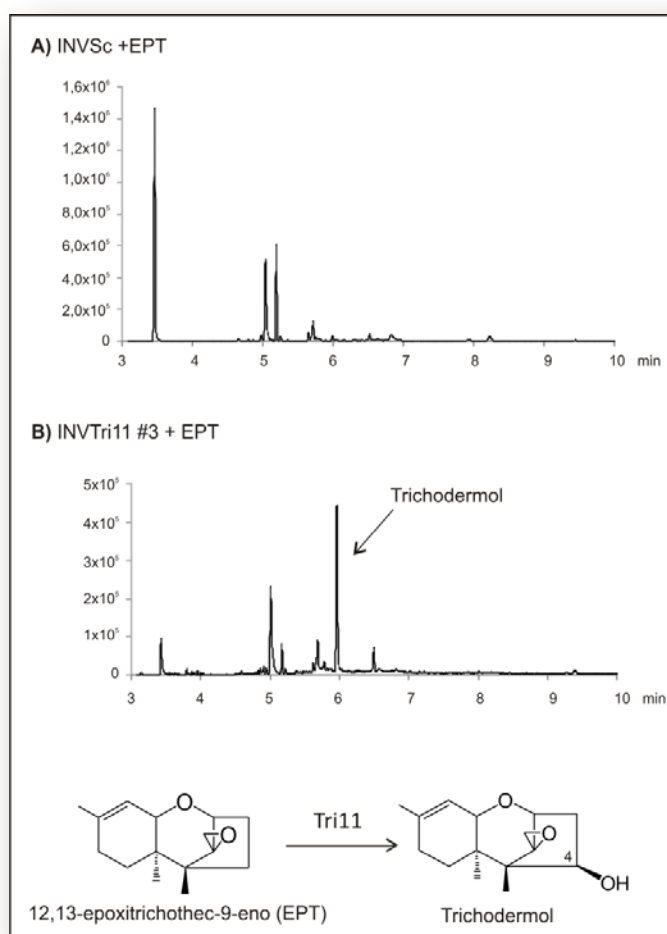 A) INVSc +EPT
1,6x10⁶
1,4x10⁶
1,2x10⁶
1,0x10⁶
8,0x10⁵
6,0x10⁵
4,0x10⁵
2,0x10⁵
0
3 4 5 6 7 8 9 10 min
B) INVTri11 #3 + EPT
5x10⁵
Trichodermol
4x10⁵
3x10⁵
2x10⁵
1x10⁵
0
3 4 5 6 7 8 9 10 min
O O Tri11 O O
4
OH
12,13-epoxitrichothec-9-eno (EPT) Trichodermol